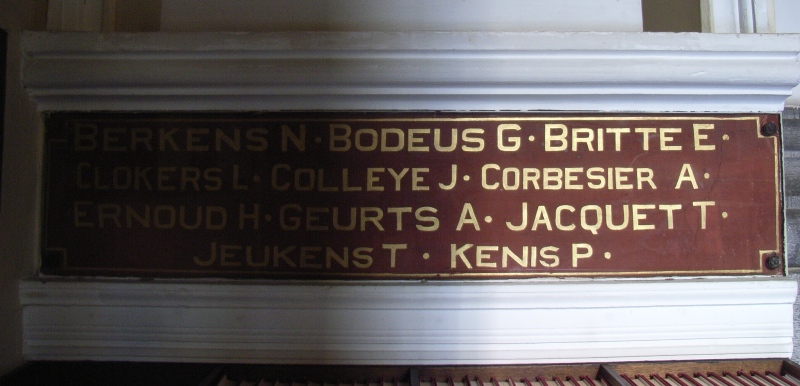 BERKENS N · BODEUS G · BRITTE E ·
CLOKERS L · COLLEYE J · CORBESIER A ·
ERNOUD H · GEURTS A · JACQUET T ·
JEUKENS T · KENIS P ·